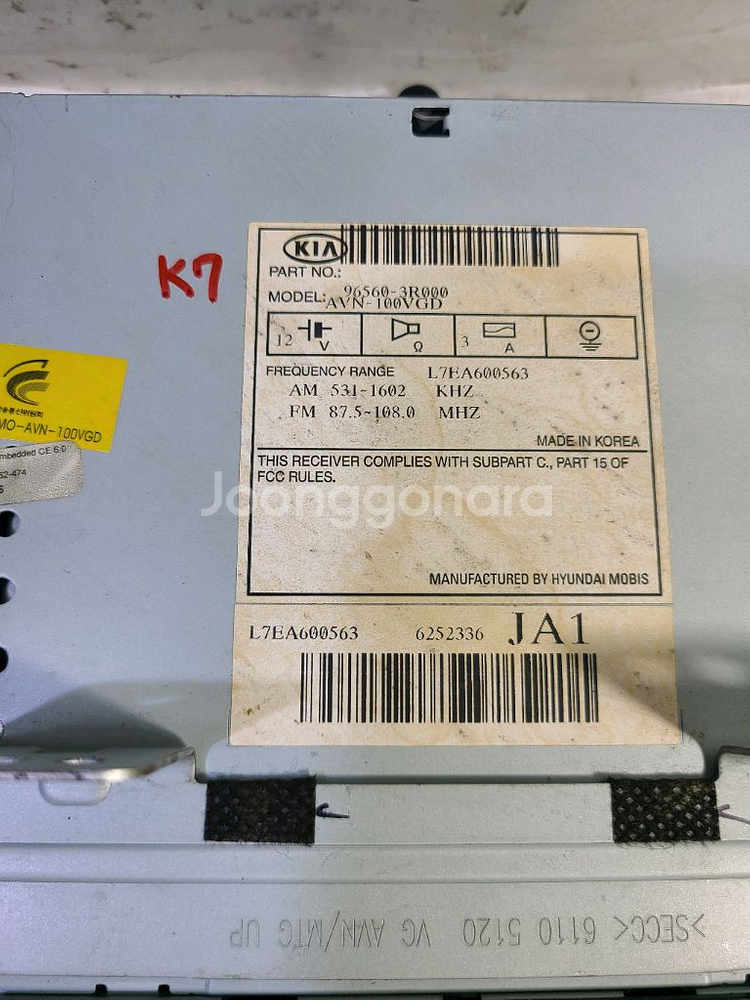 K7
KIA
PART NO.:
96560-3R000
MODEL: AVN-100VGD
12 V Ω 3 A
FREQUENCY RANGE L7EA600563
AM 531~1602 KHZ
FM 87.5~108.0 MHZ
MADE IN KOREA
THIS RECEIVER COMPLIES WITH SUBPART C., PART 15 OF
FCC RULES.
MANUFACTURED BY HYUNDAI MOBIS
L7EA600563 6252336 JA1
MO-AVN-100VGD
mbedded CE 6.0
52-474
Joonggonara
>SECC< 6110 5120 VG AVN/MTG UP